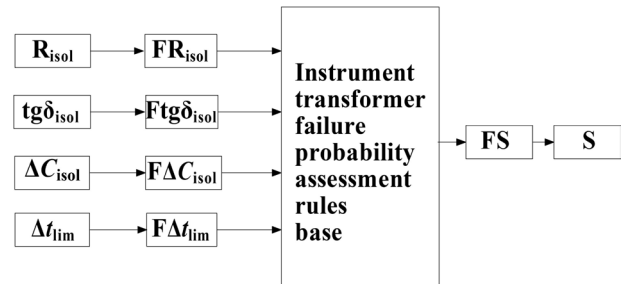 R_isol
FR_isol
tgδ_isol
Ftgδ_isol
ΔC_isol
FΔC_isol
Δt_lim
FΔt_lim
Instrument
transformer
failure
probability
assessment
rules
base
FS
S